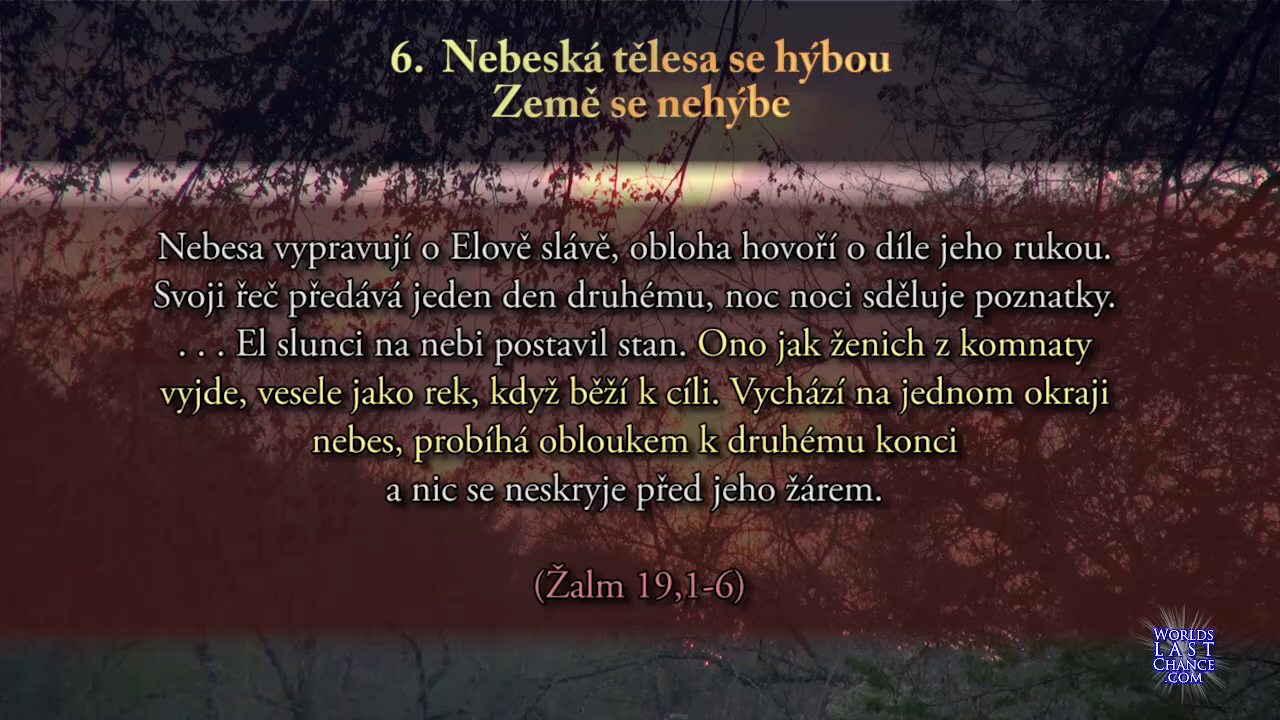 6. Nebeská tělesa se hýbou
Země se nehýbe
Nebesa vypravují o Elově slávě, obloha hovoří o díle jeho rukou.
Svoji řeč předává jeden den druhému, noc noci sděluje poznatky.
. . . El slunci na nebi postavil stan. Ono jak ženich z komnaty
vyjde, vesele jako rek, když běží k cíli. Vychází na jednom okraji
nebes, probíhá obloukem k druhému konci
a nic se neskryje před jeho žárem.
(Žalm 19,1-6)
WORLDS
LAST
CHANCE
.COM